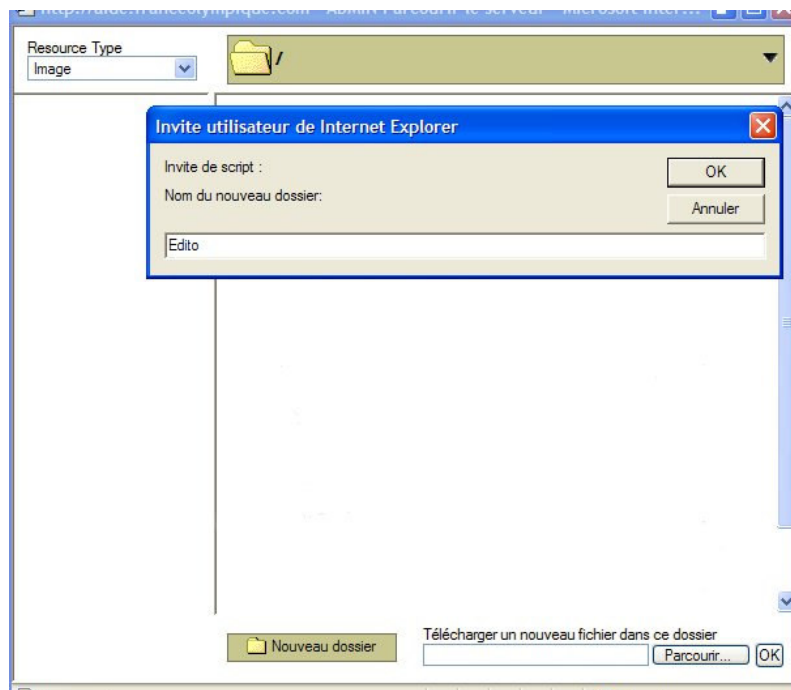 Resource Type
Image
/
Invite utilisateur de Internet Explorer
Invite de script :
OK
Nom du nouveau dossier:
Annuler
Edito
Nouveau dossier
Télécharger un nouveau fichier dans ce dossier
Parcourir...
OK